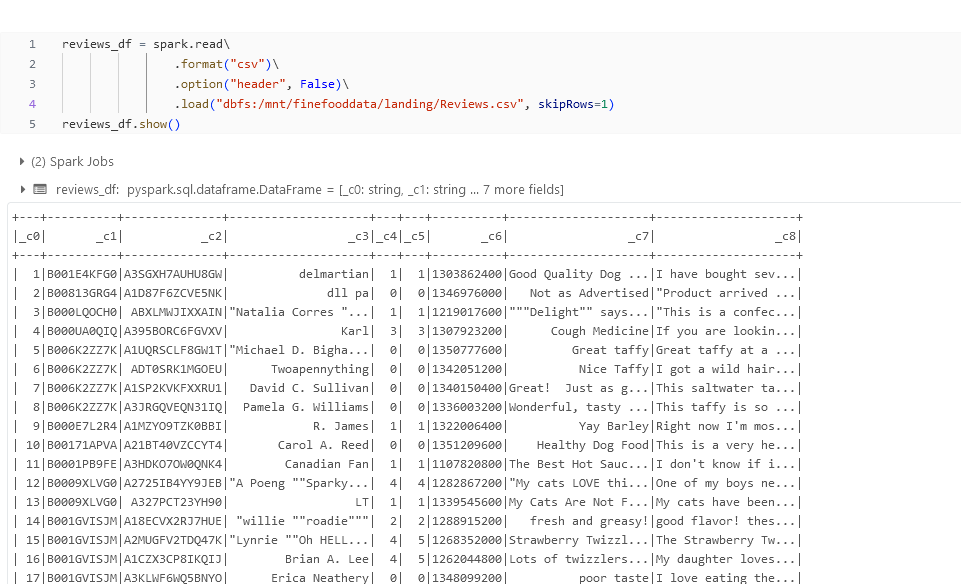 1 reviews_df = spark.read\
2 .format("csv")\
3 .option("header", False)\
4 .load("dbfs:/mnt/finefooddata/landing/Reviews.csv", skipRows=1)
5 reviews_df.show()
(2) Spark Jobs
reviews_df: pyspark.sql.dataframe.DataFrame = [_c0: string, _c1: string ... 7 more fields]
+---+----------+--------------+--------------------+---+---+----------+--------------------+--------------------+
|_c0|       _c1|           _c2|                 _c3|_c4|_c5|       _c6|                 _c7|                 _c8|
+---+----------+--------------+--------------------+---+---+----------+--------------------+--------------------+
|  1|B001E4KFG0|A3SGXH7AUHU8GW|          delmartian|  1|  1|1303862400|Good Quality Dog ...|I have bought sev...|
|  2|B00813GRG4|A1D87F6ZCVE5NK|              dll pa|  0|  0|1346976000|   Not as Advertised|"Product arrived ...|
|  3|B000LQOCH0| ABXLMWJIXXAIN|"Natalia Corres "...|  1|  1|1219017600|"""Delight"" says...|"This is a confec...|
|  4|B000UA0QIQ|A395BORC6FGVXV|                Karl|  3|  3|1307923200|      Cough Medicine|If you are lookin...|
|  5|B006K2ZZ7K|A1UQRSCLF8GW1T|"Michael D. Bigha...|  0|  0|1350777600|         Great taffy|Great taffy at a ...|
|  6|B006K2ZZ7K| ADT0SRK1MGOEU|      Twoapennything|  0|  0|1342051200|          Nice Taffy|I got a wild hair...|
|  7|B006K2ZZ7K|A1SP2KVKFXXRU1|   David C. Sullivan|  0|  0|1340150400|Great!  Just as g...|This saltwater ta...|
|  8|B006K2ZZ7K|A3JRGQVEQN31IQ|  Pamela G. Williams|  0|  0|1336003200|Wonderful, tasty ...|This taffy is so ...|
|  9|B000E7L2R4|A1MZYO9TZK0BBI|            R. James|  1|  1|1322006400|          Yay Barley|Right now I'm mos...|
| 10|B00171APVA|A21BT40VZCCYT4|       Carol A. Reed|  0|  0|1351209600|    Healthy Dog Food|This is a very he...|
| 11|B0001PB9FE|A3HDKO7OW0QNK4|        Canadian Fan|  1|  1|1107820800|The Best Hot Sauc...|I don't know if i...|
| 12|B0009XLVG0|A2725IB4YY9JEB|"A Poeng ""Sparky...|  4|  4|1282867200|"My cats LOVE thi...|One of my boys ne...|
| 13|B0009XLVG0| A327PCT23YH90|                  LT|  1|  1|1339545600|My Cats Are Not F...|My cats have been...|
| 14|B001GVISJM|A18ECVX2RJ7HUE| "willie ""roadie"""|  2|  2|1288915200|   fresh and greasy!|good flavor! thes...|
| 15|B001GVISJM|A2MUGFV2TDQ47K|"Lynrie ""Oh HELL...|  4|  5|1268352000|Strawberry Twizzl...|The Strawberry Tw...|
| 16|B001GVISJM|A1CZX3CP8IKQIJ|        Brian A. Lee|  4|  5|1262044800|Lots of twizzlers...|My daughter loves...|
| 17|B001GVISJM|A3KLWF6WQ5BNYO|      Erica Neathery|  0|  0|1348099200|          poor taste|I love eating the...|